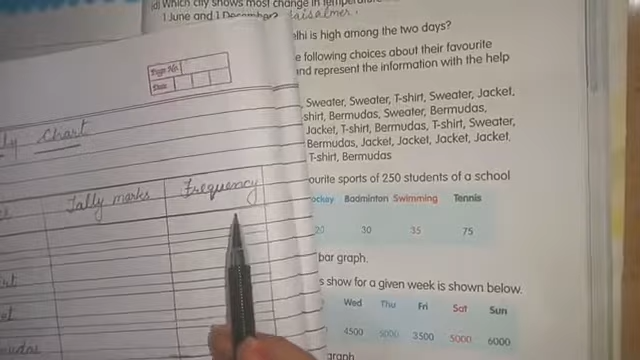 (d) Which city shows most change in temperature
1 June and 1 December? Jaisalmer.
elhi is high among the two days?
e following choices about their favourite
and represent the information with the help
Sweater, Sweater, T-shirt, Sweater, Jacket,
shirt, Bermudas, Sweater, Bermudas,
Jacket, T-shirt, Bermudas, T-shirt, Sweater,
Bermudas, Jacket, Jacket, Jacket, Jacket,
T-shirt, Bermudas
ourite sports of 250 students of a school
ockey Badminton Swimming Tennis
20 30 35 75
bar graph.
s show for a given week is shown below.
Wed Thu Fri Sat Sun
4500 5000 3500 5000 6000
graph
Page No.
Date
ly Chart
Tally marks Frequency